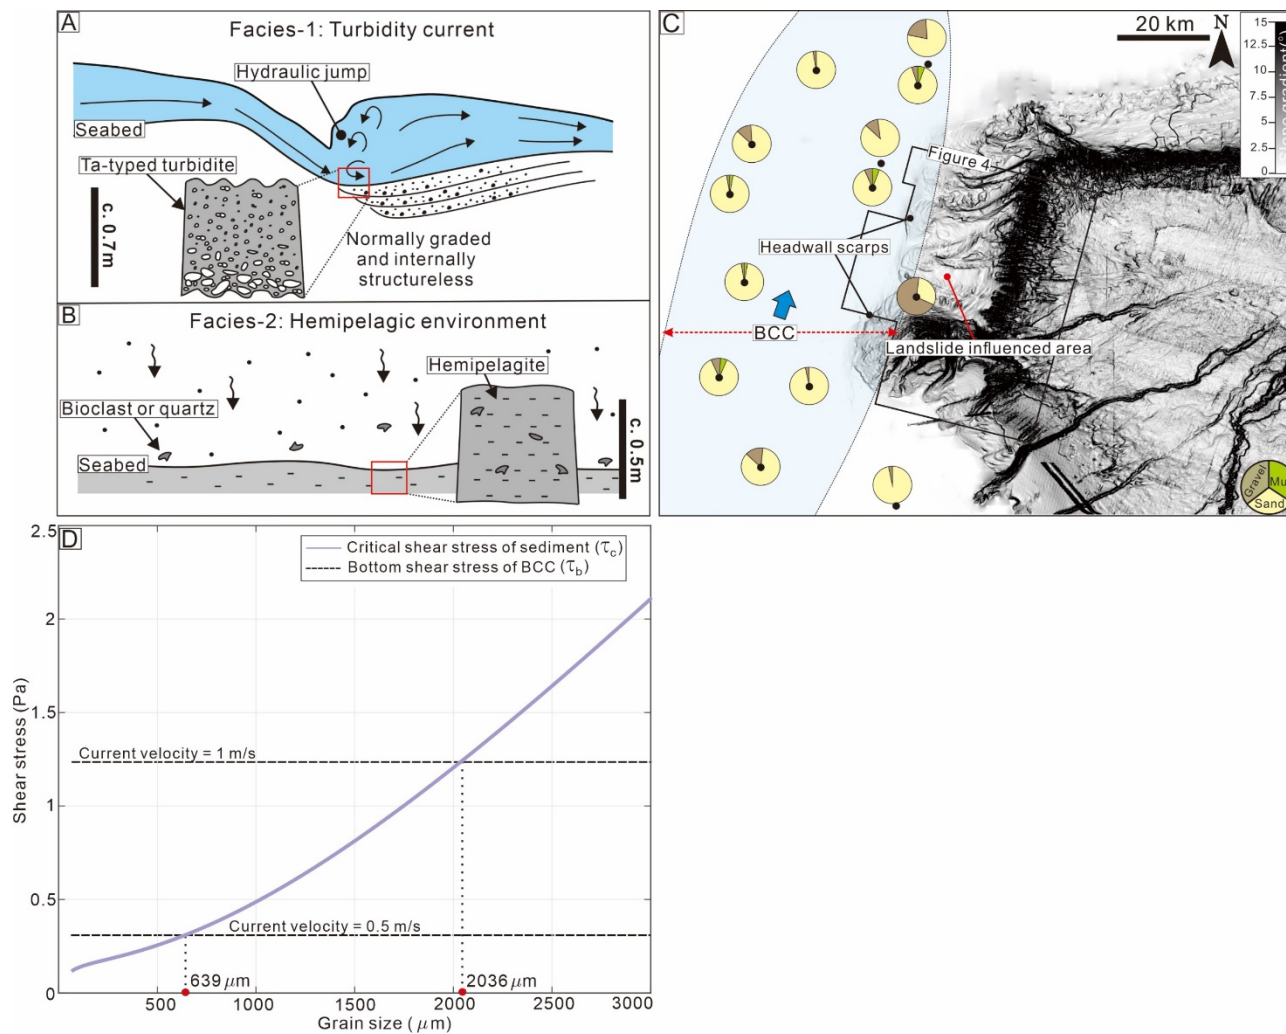 A
Facies-1: Turbidity current
Hydraulic jump
Seabed
Ta-typed turbidite
c. 0.7m
Normally graded
and internally
structureless
B
Facies-2: Hemipelagic environment
Hemipelagite
Bioclast or quartz
Seabed
c. 0.5m
C
20 km
N
15
12.5
10
7.5
5
2.5
0
gradient(°)
Figure 4
Headwall scarps
BCC
Landslide influenced area
Gravel
Mu
Sand
D
2.5
2
1.5
1
0.5
0
Shear stress (Pa)
Critical shear stress of sediment (τc)
Bottom shear stress of BCC (τb)
Current velocity = 1 m/s
Current velocity = 0.5 m/s
639 μm
2036 μm
500
1000
1500
2000
2500
3000
Grain size ( μm)